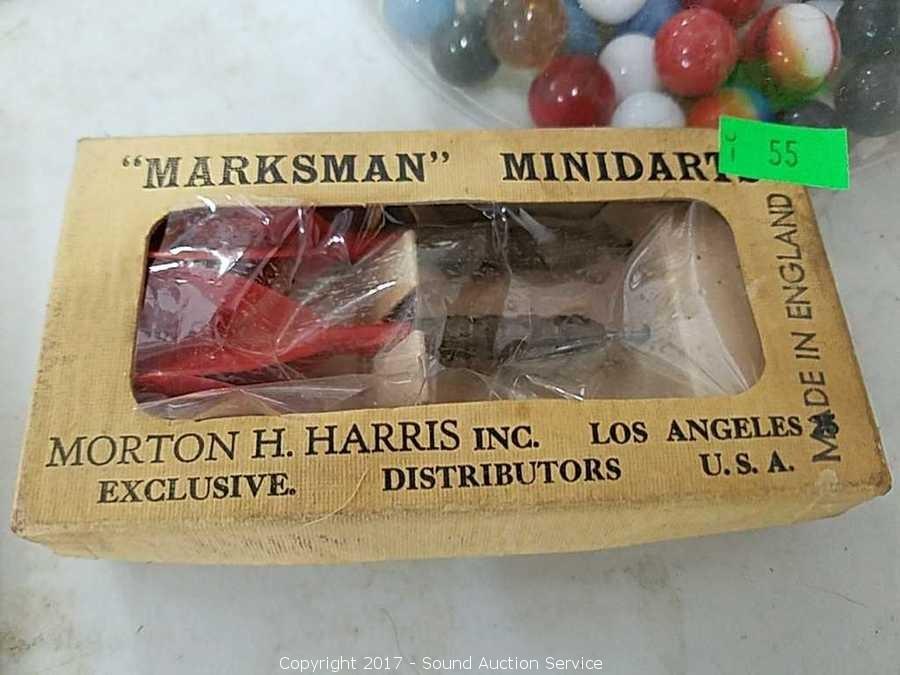 "MARKSMAN" MINIDARTS
55
MADE IN ENGLAND
MORTON H. HARRIS INC. LOS ANGELES
EXCLUSIVE. DISTRIBUTORS U.S.A.
Copyright 2017 - Sound Auction Service